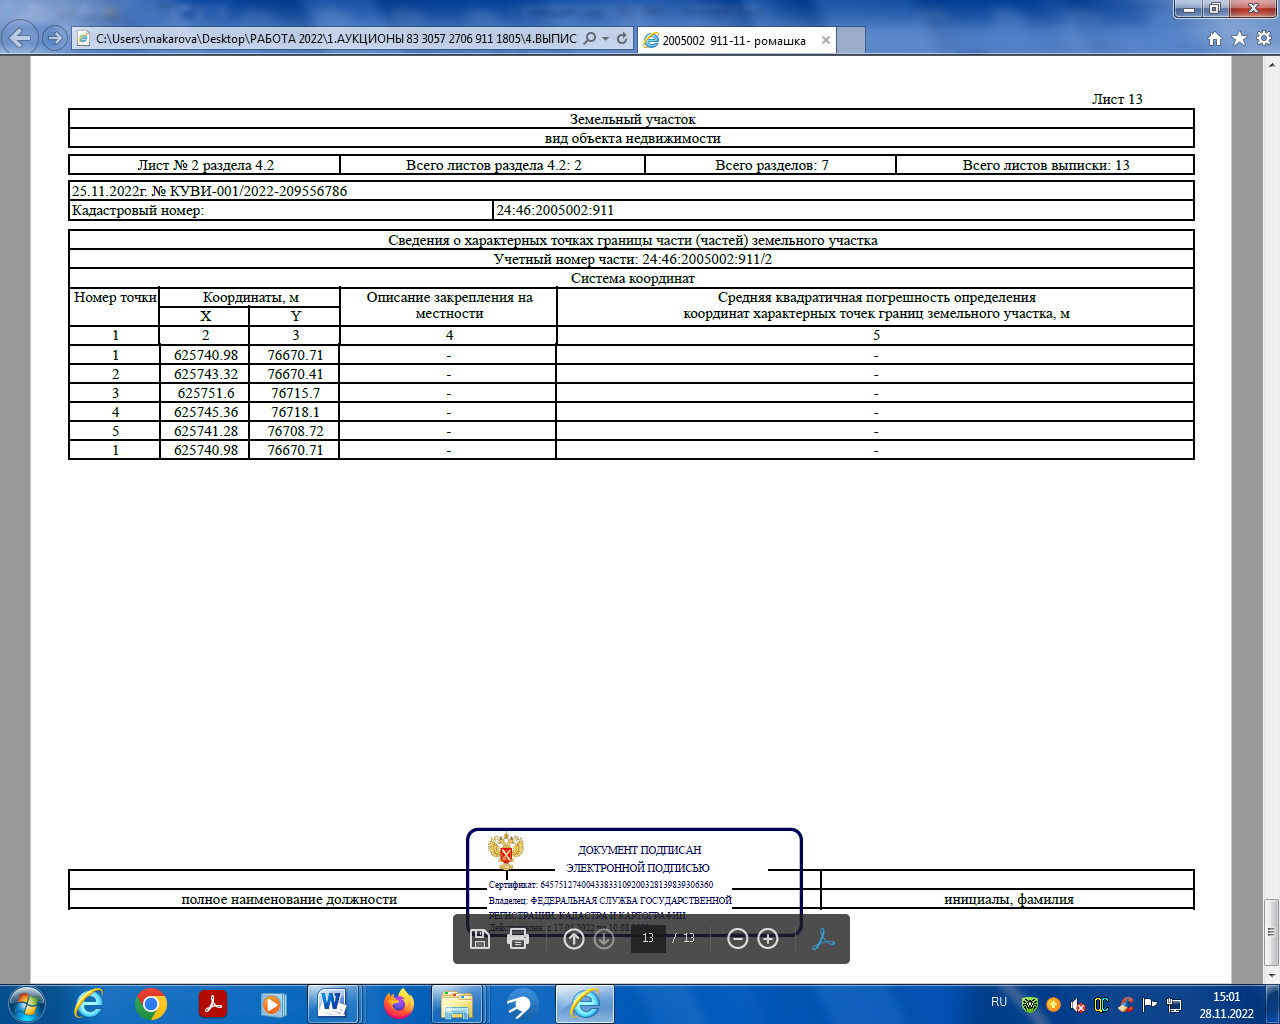 C:\Users\makarova\Desktop\РАБОТА 2022\1.АУКЦИОНЫ 83 3057 2706 911 1805\4.ВЫПИС
2005002 911-11- ромашка
Лист 13
Земельный участок
вид объекта недвижимости
Лист № 2 раздела 4.2 Всего листов раздела 4.2: 2 Всего разделов: 7 Всего листов выписки: 13
25.11.2022г. № КУВИ-001/2022-209556786
Кадастровый номер: 24:46:2005002:911
Сведения о характерных точках границы части (частей) земельного участка
Учетный номер части: 24:46:2005002:911/2
Система координат
Номер точки Координаты, м Описание закрепления на Средняя квадратичная погрешность определения
X Y местности координат характерных точек границ земельного участка, м
1 2 3 4 5
1 625740.98 76670.71 - -
2 625743.32 76670.41 - -
3 625751.6 76715.7 - -
4 625745.36 76718.1 - -
5 625741.28 76708.72 - -
1 625740.98 76670.71 - -
ДОКУМЕНТ ПОДПИСАН
ЭЛЕКТРОННОЙ ПОДПИСЬЮ
Сертификат: 
Владелец: ФЕДЕРАЛЬНАЯ СЛУЖБА ГОСУДАРСТВЕННОЙ
полное наименование должности инициалы, фамилия
РЕГИСТРАЦИИ, КАДАСТРА И КАРТОГРАФИИ
13 / 13
RU 15:01
28.11.2022